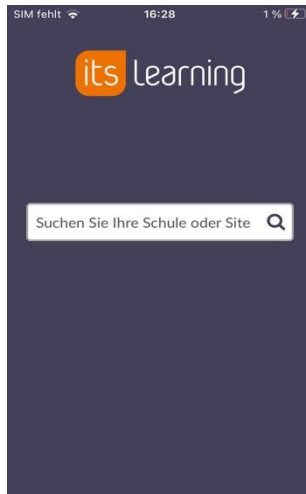 SIM fehlt 16:28 1 %
its learning
Suchen Sie Ihre Schule oder Site